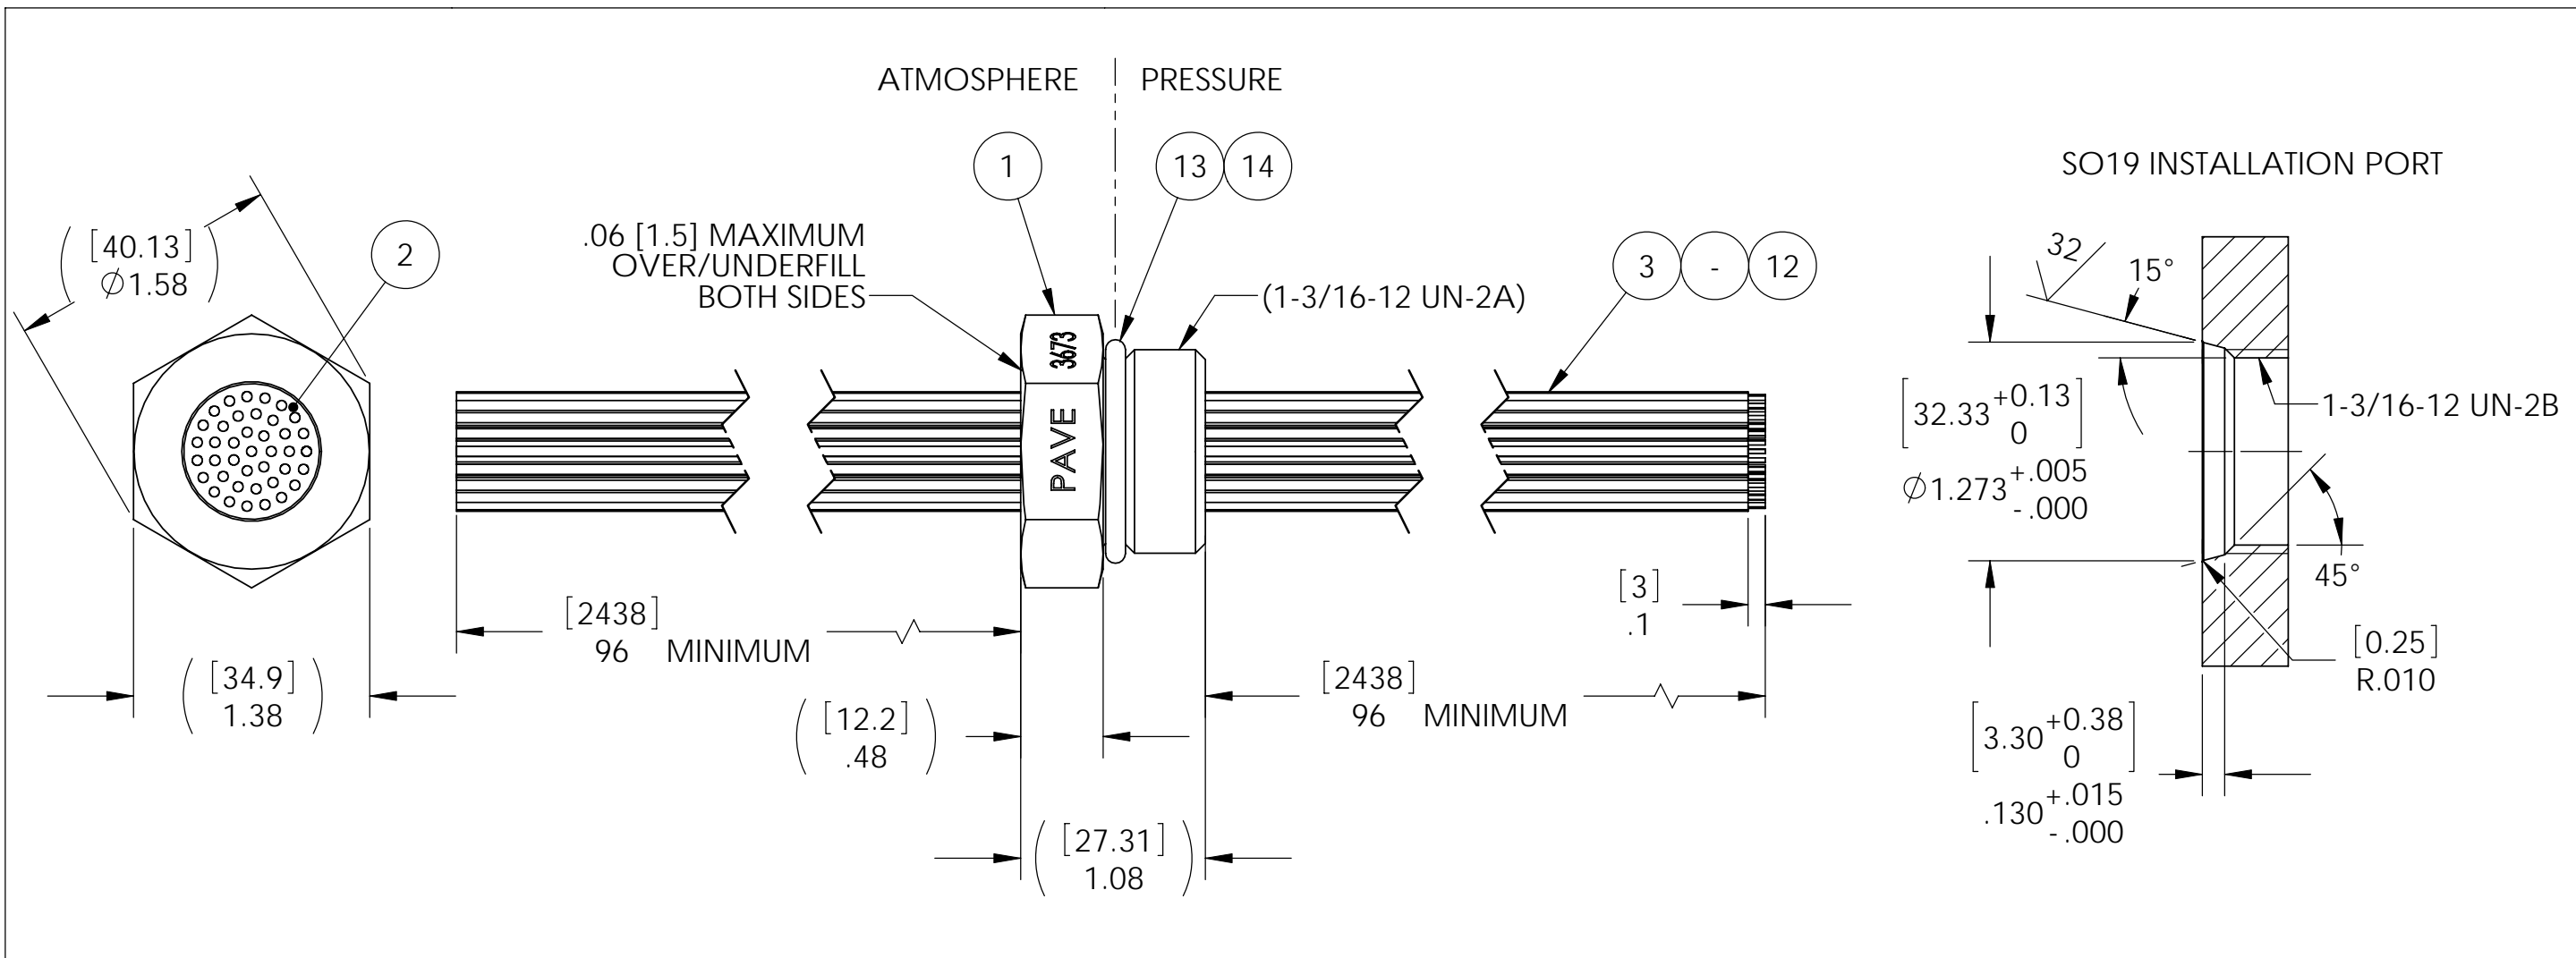 ATMOSPHERE
PRESSURE
1
13
14
SO19 INSTALLATION PORT
[40.13]
∅1.58
2
.06 [1.5] MAXIMUM
OVER/UNDERFILL
BOTH SIDES
3
-
12
(1-3/16-12 UN-2A)
32
15°
3673
PAVE
[32.33 +0.13 0]
∅1.273 +.005 -.000
1-3/16-12 UN-2B
45°
[2438]
96 MINIMUM
[3]
.1
[34.9]
1.38
[12.2]
.48
[2438]
96 MINIMUM
[0.25]
R.010
[3.30 +0.38 0]
.130 +.015 -.000
[27.31]
1.08